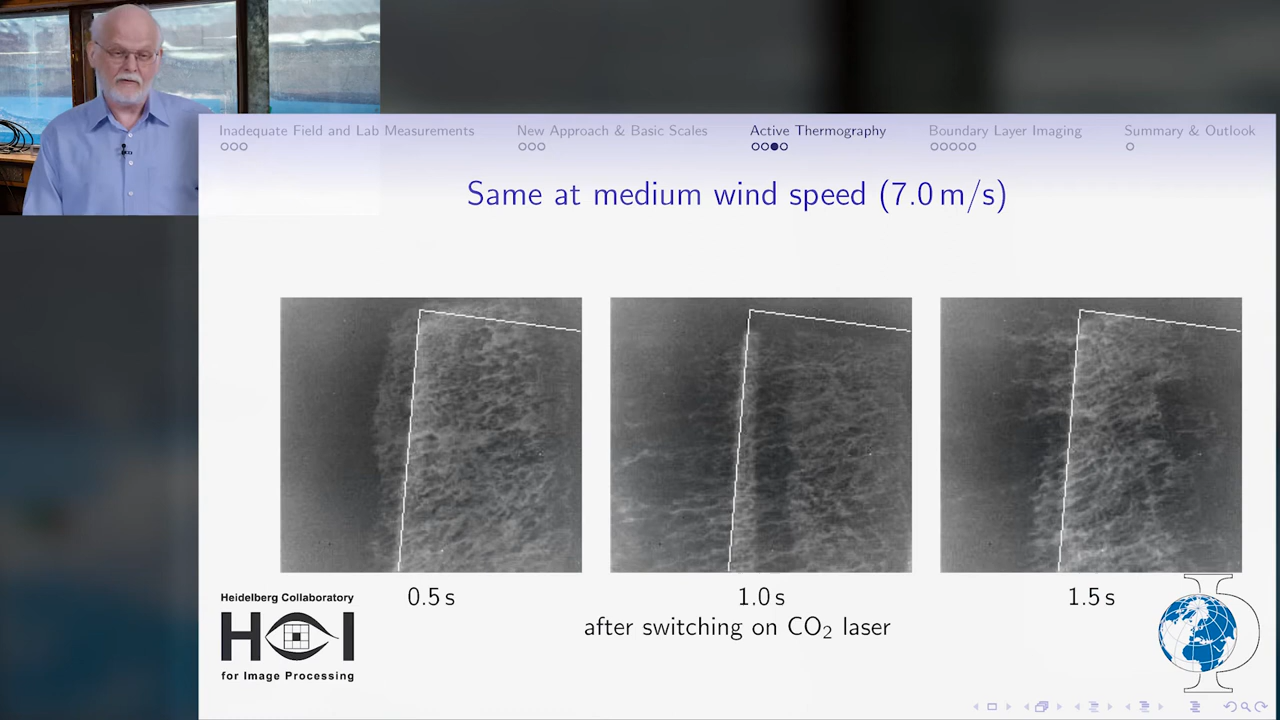 Inadequate Field and Lab Measurements
New Approach & Basic Scales
Active Thermography
Boundary Layer Imaging
Summary & Outlook
Same at medium wind speed (7.0 m/s)
0.5 s
1.0 s
1.5 s
after switching on CO₂ laser
Heidelberg Collaboratory
HCI
for Image Processing